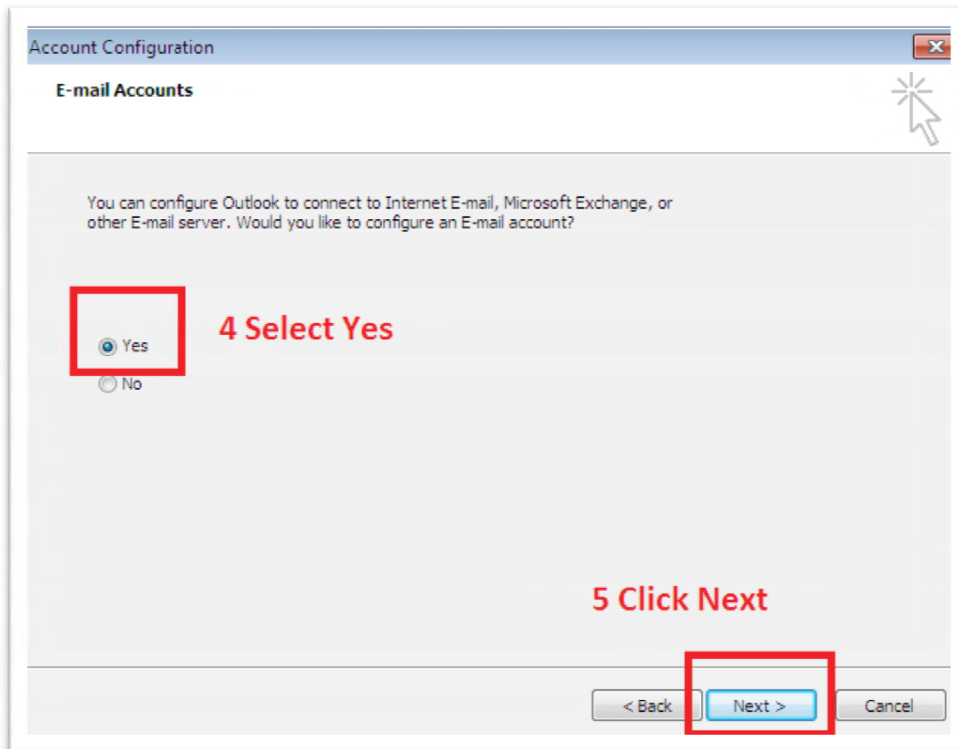 Account Configuration
E-mail Accounts
You can configure Outlook to connect to Internet E-mail, Microsoft Exchange, or
other E-mail server. Would you like to configure an E-mail account?
4 Select Yes
Yes
No
5 Click Next
< Back
Next >
Cancel